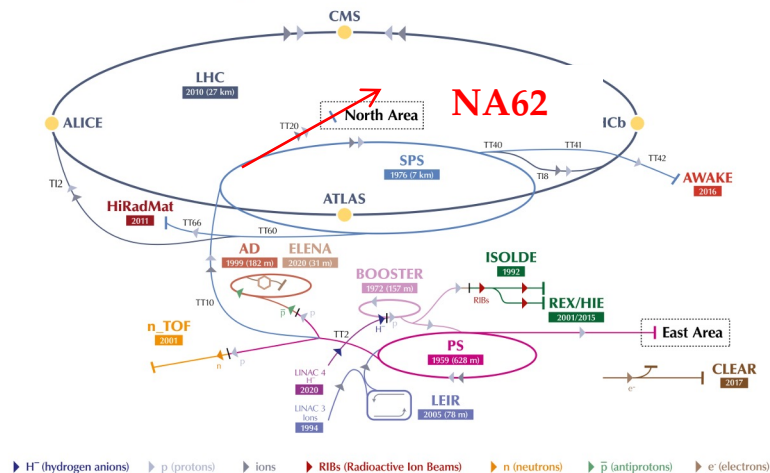 CMS
LHC
2010 (27 km)
NA62
North Area
ALICE
ICb
TT20
TT40
TT41
SPS
1976 (7 km)
TT42
TI8
TI2
AWAKE
2016
ATLAS
HiRadMat
2011
TT66
TT60
AD
1999 (182 m)
ELENA
2020 (31 m)
ISOLDE
1992
BOOSTER
1972 (157 m)
RIBs
REX/HIE
2001/2015
TT10
p̅
p
H⁻
p
n_TOF
2001
TT2
East Area
PS
1959 (628 m)
n
p
LINAC 4
H⁻
2020
CLEAR
2017
e⁻
LINAC 3
Ions
1994
LEIR
2005 (78 m)
H⁻ (hydrogen anions)
p (protons)
ions
RIBs (Radioactive Ion Beams)
n (neutrons)
p̅ (antiprotons)
e⁻ (electrons)